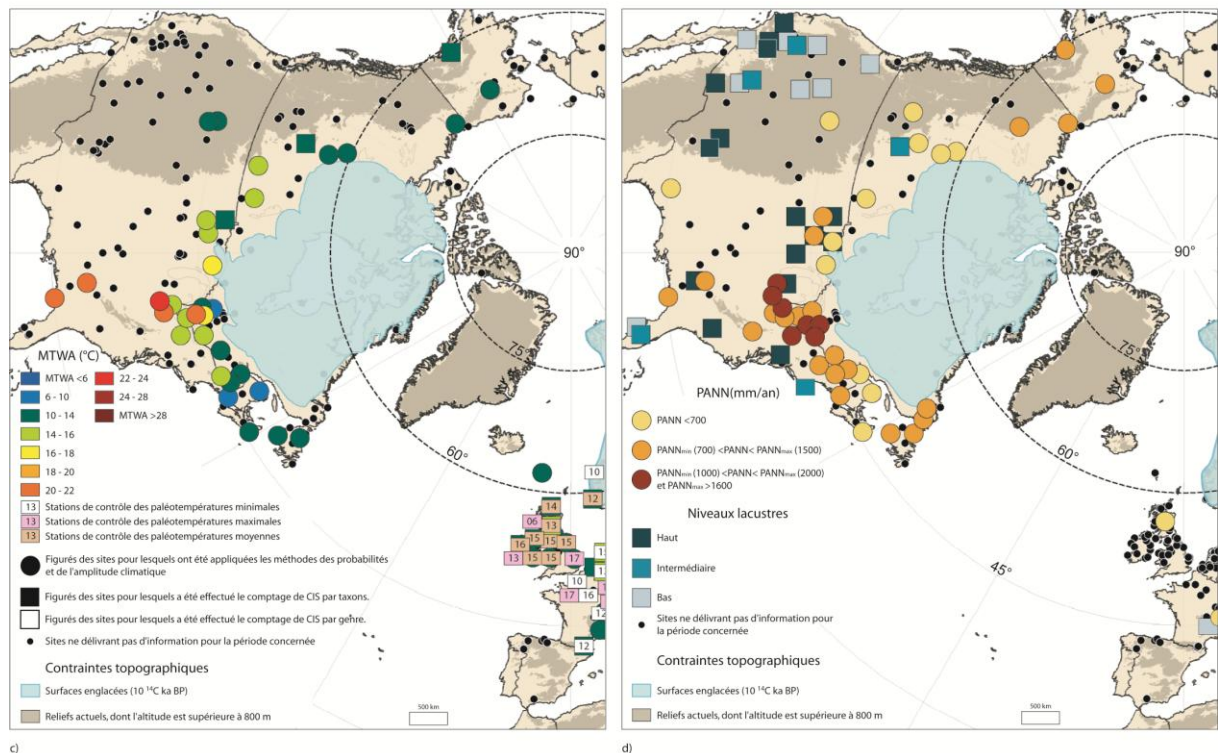 90°
75°
60°
MTWA (°C)
MTWA <6
6 - 10
10 - 14
14 - 16
16 - 18
18 - 20
20 - 22
22 - 24
24 - 28
MTWA >28
13 Stations de contrôle des paléotempératures minimales
13 Stations de contrôle des paléotempératures maximales
13 Stations de contrôle des paléotempératures moyennes
Figurés des sites pour lesquels ont été appliquées les méthodes des probabilités
et de l'amplitude climatique
Figurés des sites pour lesquels a été effectué le comptage de CIS par taxons.
Figurés des sites pour lesquels a été effectué le comptage de CIS par genre.
Sites ne délivrant pas d'information pour la période concernée
Contraintes topographiques
Surfaces englacées (10 ¹⁴C ka BP)
Reliefs actuels, dont l'altitude est supérieure à 800 m
500 km
10
12
14
06 13
16 15 15 15
13 15 15 17
10
17 16
12
12
c)
90°
75°
60°
45°
PANN(mm/an)
PANN <700
PANNmin (700) <PANN< PANNmax (1500)
PANNmin (1000) <PANN< PANNmax (2000)
et PANNmax >1600
Niveaux lacustres
Haut
Intermédiaire
Bas
Sites ne délivrant pas d'information pour
la période concernée
Contraintes topographiques
Surfaces englacées (10 ¹⁴C ka BP)
Reliefs actuels, dont l'altitude est supérieure à 800 m
500 km
d)